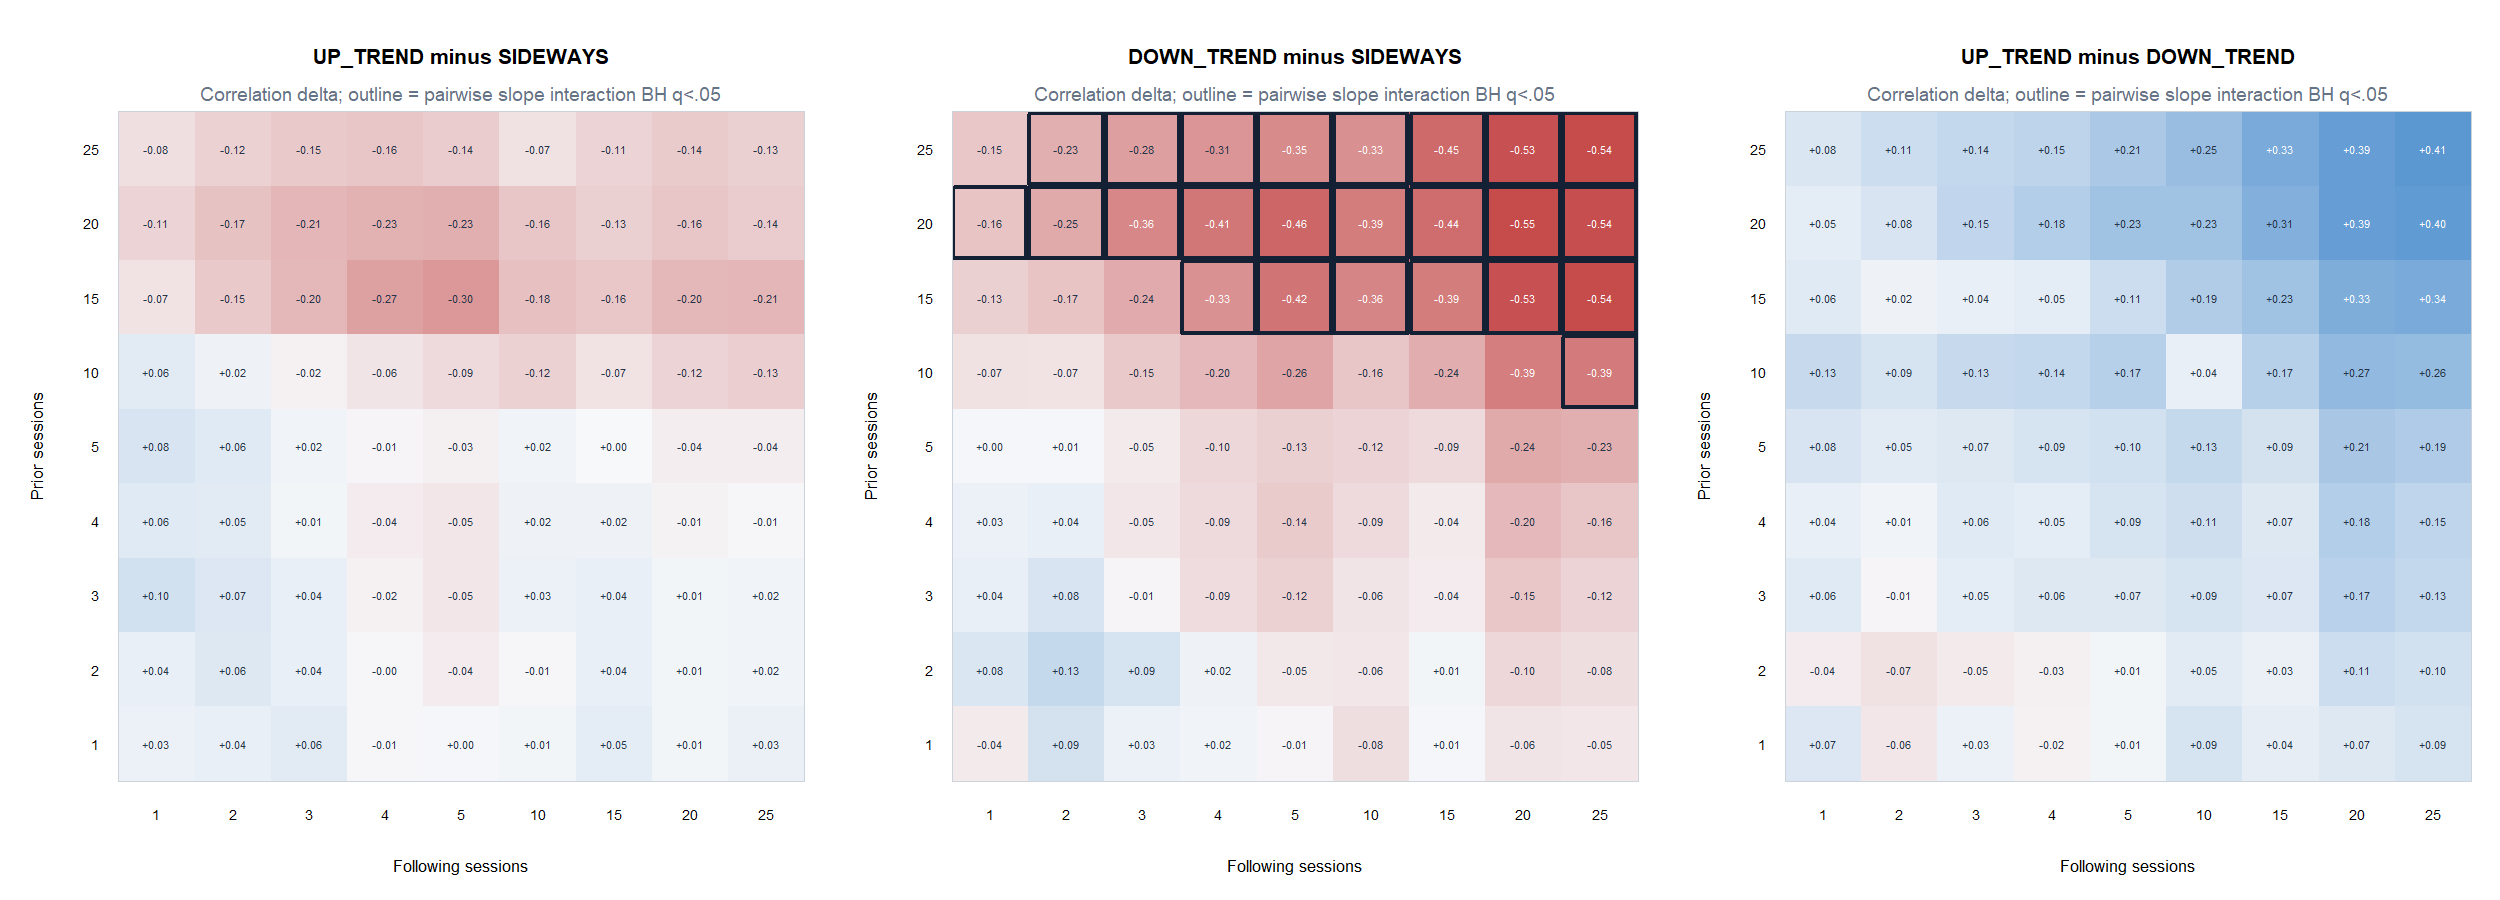 UP_TREND minus SIDEWAYS
Correlation delta; outline = pairwise slope interaction BH q<.05
25 -0.08 -0.12 -0.15 -0.16 -0.14 -0.07 -0.11 -0.14 -0.13
20 -0.11 -0.17 -0.21 -0.23 -0.23 -0.16 -0.13 -0.16 -0.14
15 -0.07 -0.15 -0.20 -0.27 -0.30 -0.18 -0.16 -0.20 -0.21
10 +0.06 +0.02 -0.02 -0.06 -0.09 -0.12 -0.07 -0.12 -0.13
5 +0.08 +0.06 +0.02 -0.01 -0.03 +0.02 +0.00 -0.04 -0.04
4 +0.06 +0.05 +0.01 -0.04 -0.05 +0.02 +0.02 -0.01 -0.01
3 +0.10 +0.07 +0.04 -0.02 -0.05 +0.03 +0.04 +0.01 +0.02
2 +0.04 +0.06 +0.04 -0.00 -0.04 -0.01 +0.04 +0.01 +0.02
1 +0.03 +0.04 +0.06 -0.01 +0.00 +0.01 +0.05 +0.01 +0.03
1 2 3 4 5 10 15 20 25
Prior sessions
Following sessions
DOWN_TREND minus SIDEWAYS
Correlation delta; outline = pairwise slope interaction BH q<.05
25 -0.15 -0.23 -0.28 -0.31 -0.35 -0.33 -0.45 -0.53 -0.54
20 -0.16 -0.25 -0.36 -0.41 -0.46 -0.39 -0.44 -0.55 -0.54
15 -0.13 -0.17 -0.24 -0.33 -0.42 -0.36 -0.39 -0.53 -0.54
10 -0.07 -0.07 -0.15 -0.20 -0.26 -0.16 -0.24 -0.39 -0.39
5 +0.00 +0.01 -0.05 -0.10 -0.13 -0.12 -0.09 -0.24 -0.23
4 +0.03 +0.04 -0.05 -0.09 -0.14 -0.09 -0.04 -0.20 -0.16
3 +0.04 +0.08 -0.01 -0.09 -0.12 -0.06 -0.04 -0.15 -0.12
2 +0.08 +0.13 +0.09 +0.02 -0.05 -0.06 +0.01 -0.10 -0.08
1 -0.04 +0.09 +0.03 +0.02 -0.01 -0.08 +0.01 -0.06 -0.05
1 2 3 4 5 10 15 20 25
Prior sessions
Following sessions
UP_TREND minus DOWN_TREND
Correlation delta; outline = pairwise slope interaction BH q<.05
25 +0.08 +0.11 +0.14 +0.15 +0.21 +0.25 +0.33 +0.39 +0.41
20 +0.05 +0.08 +0.15 +0.18 +0.23 +0.23 +0.31 +0.39 +0.40
15 +0.06 +0.02 +0.04 +0.05 +0.11 +0.19 +0.23 +0.33 +0.34
10 +0.13 +0.09 +0.13 +0.14 +0.17 +0.04 +0.17 +0.27 +0.26
5 +0.08 +0.05 +0.07 +0.09 +0.10 +0.13 +0.09 +0.21 +0.19
4 +0.04 +0.01 +0.06 +0.05 +0.09 +0.11 +0.07 +0.18 +0.15
3 +0.06 -0.01 +0.05 +0.06 +0.07 +0.09 +0.07 +0.17 +0.13
2 -0.04 -0.07 -0.05 -0.03 +0.01 +0.05 +0.03 +0.11 +0.10
1 +0.07 -0.06 +0.03 -0.02 +0.01 +0.09 +0.04 +0.07 +0.09
1 2 3 4 5 10 15 20 25
Prior sessions
Following sessions